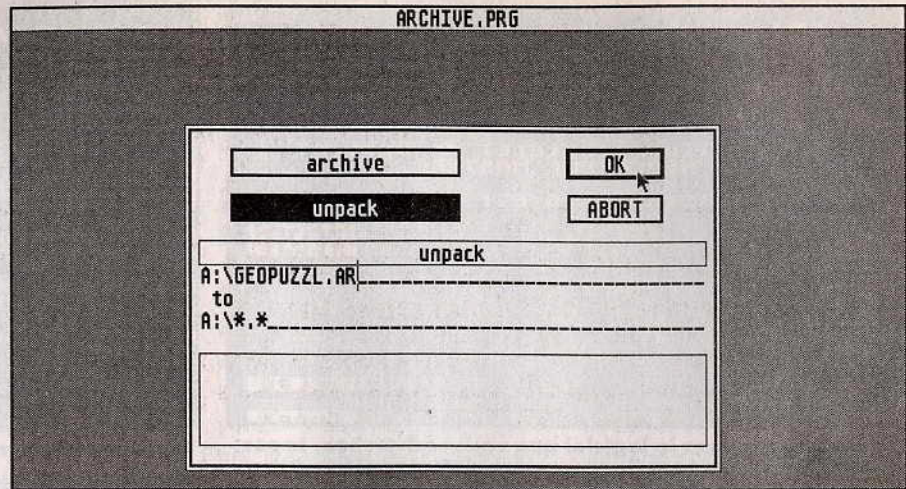 ARCHIVE.PRG
archive
OK
unpack
ABORT
unpack
A:\GEOPUZZL.AR
to
A:\*.*